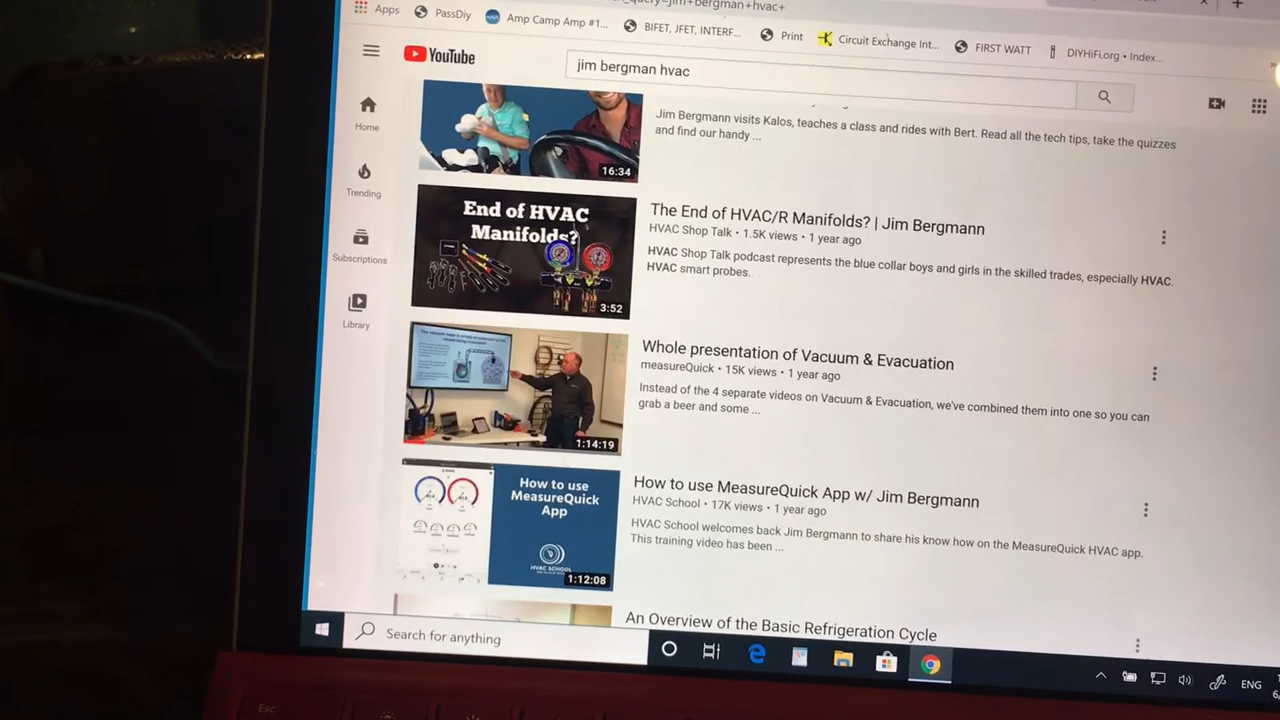 _query=jim+bergman+hvac+
Apps
PassDiy
Amp Camp Amp #1...
BIFET, JFET, INTERF...
Print
Circuit Exchange Int...
FIRST WATT
DIYHiFi.org • Index...
YouTube
jim bergman hvac
Home
Trending
Subscriptions
Library
Jim Bergmann visits Kalos, teaches a class and rides with Bert. Read all the tech tips, take the quizzes
and find our handy ...
16:34
End of HVAC
Manifolds?
3:52
The End of HVAC/R Manifolds? | Jim Bergmann
HVAC Shop Talk • 1.5K views • 1 year ago
HVAC Shop Talk podcast represents the blue collar boys and girls in the skilled trades, especially HVAC.
HVAC smart probes.
1:14:19
Whole presentation of Vacuum & Evacuation
measureQuick • 15K views • 1 year ago
Instead of the 4 separate videos on Vacuum & Evacuation, we've combined them into one so you can
grab a beer and some ...
How to use
MeasureQuick
App
HVAC SCHOOL
1:12:08
How to use MeasureQuick App w/ Jim Bergmann
HVAC School • 17K views • 1 year ago
HVAC School welcomes back Jim Bergmann to share his know how on the MeasureQuick HVAC app.
This training video has been ...
An Overview of the Basic Refrigeration Cycle
Search for anything
ENG
Esc